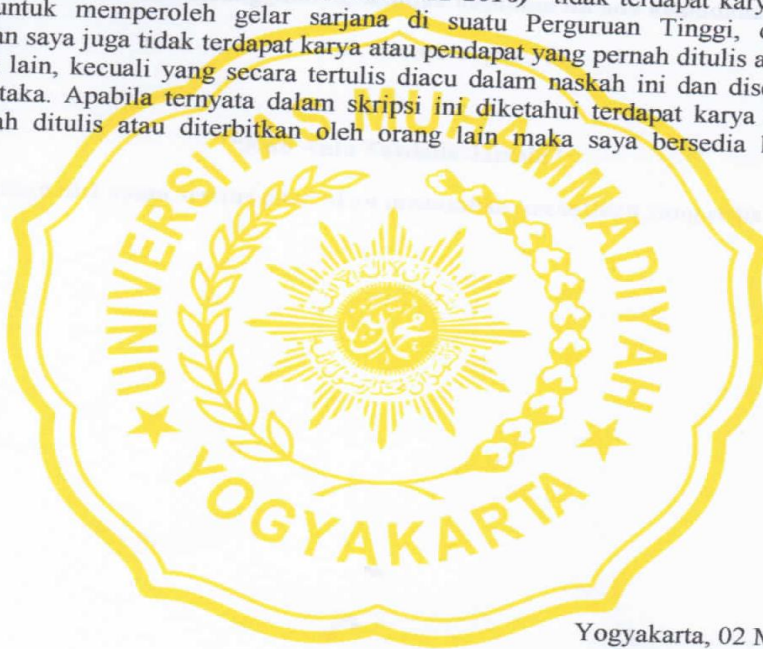 untuk memperoleh gelar sarjana di suatu Perguruan Tinggi,
saya juga tidak terdapat karya atau pendapat yang pernah ditulis
lain, kecuali yang secara tertulis diacu dalam naskah ini dan
Apabila ternyata dalam skripsi ini diketahui terdapat karya
ditulis atau diterbitkan oleh orang lain maka saya bersedia
UNIVERSITAS MUHAMMADIYAH
YOGYAKARTA
Yogyakarta, 02